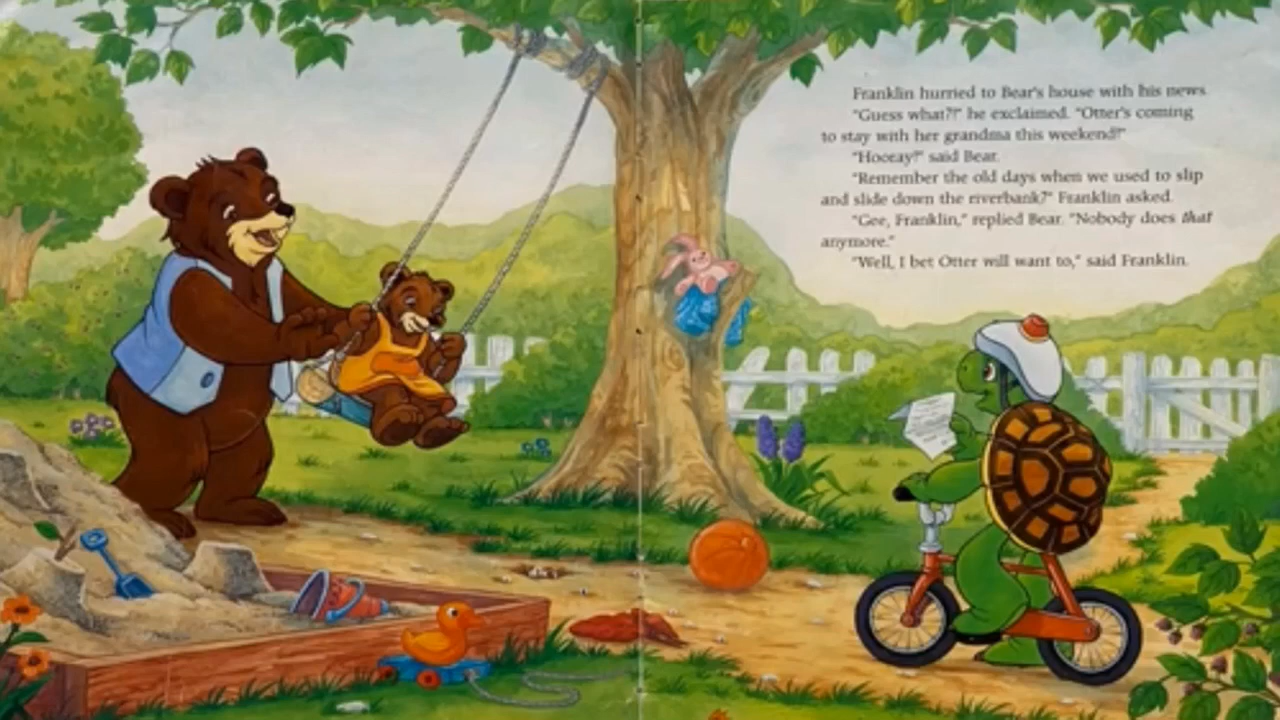 Franklin hurried to Bear's house with his news.
"Guess what?!" he exclaimed. "Otter's coming
to stay with her grandma this weekend!"
"Hooray!" said Bear.
"Remember the old days when we used to slip
and slide down the riverbank?" Franklin asked.
"Gee, Franklin," replied Bear. "Nobody does that
anymore."
"Well, I bet Otter will want to," said Franklin.